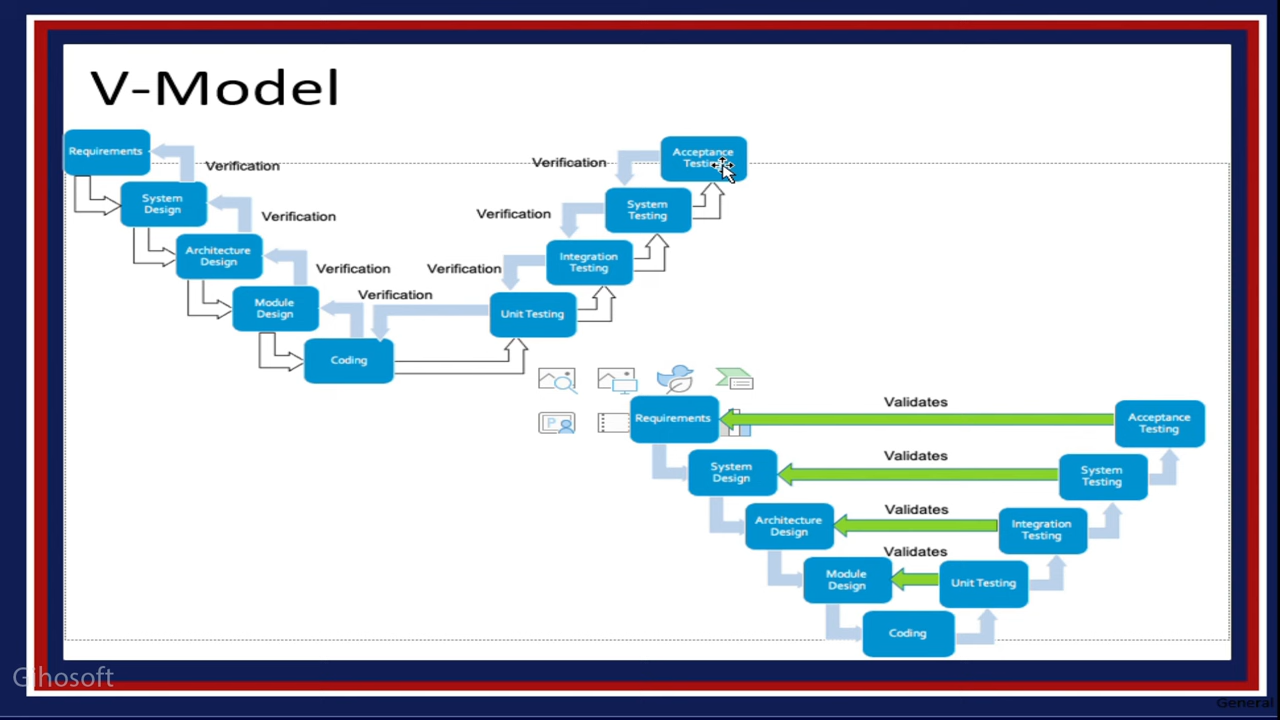 V-Model
Requirements
Verification
System
Design
Verification
Architecture
Design
Verification
Module
Design
Verification
Coding
Unit Testing
Verification
Integration
Testing
Verification
System
Testing
Verification
Acceptance
Testing
Requirements
Validates
Acceptance
Testing
System
Design
Validates
System
Testing
Architecture
Design
Validates
Integration
Testing
Module
Design
Validates
Unit Testing
Coding
Gihosoft
General